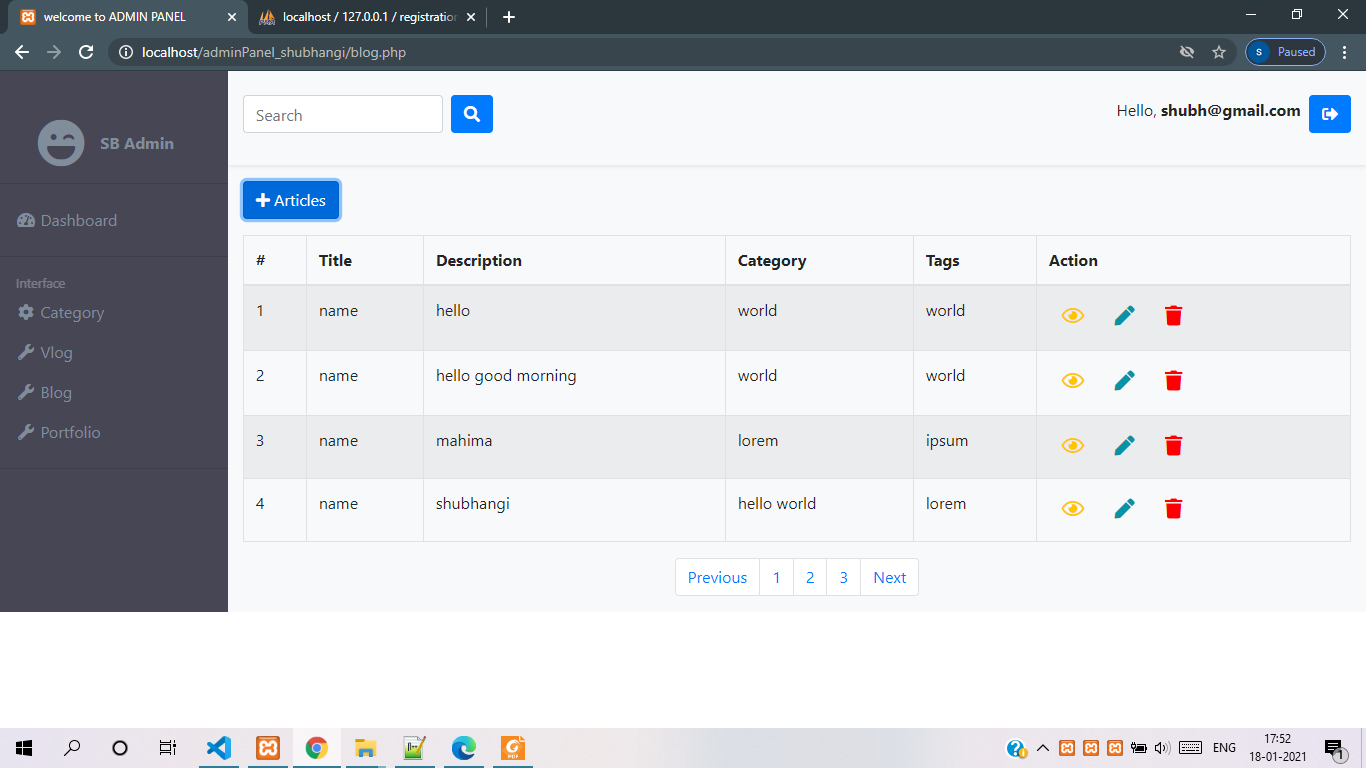 welcome to ADMIN PANEL
localhost / 127.0.0.1 / registration
localhost/adminPanel_shubhangi/blog.php
s Paused
SB Admin
Dashboard
Interface
Category
Vlog
Blog
Portfolio
Search
Hello, shubh@gmail.com
Articles
# Title Description Category Tags Action
1 name hello world world
2 name hello good morning world world
3 name mahima lorem ipsum
4 name shubhangi hello world lorem
Previous 1 2 3 Next
ENG
17:52
18-01-2021
1